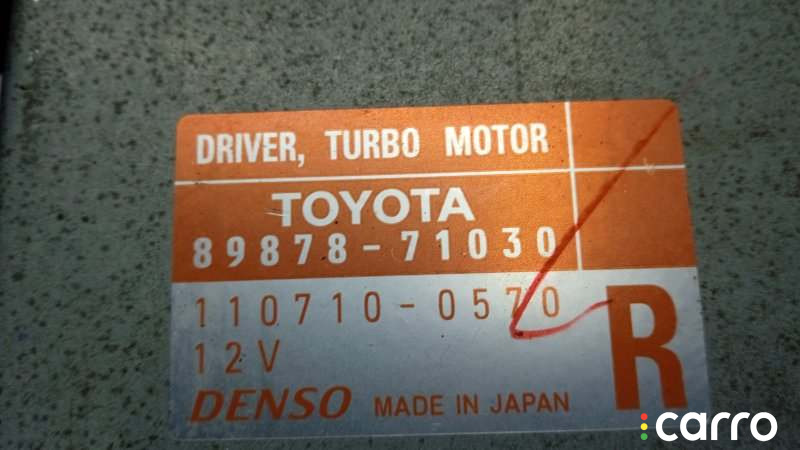 DRIVER, TURBO MOTOR
TOYOTA
89878-71030
110710-0570
12V
DENSO MADE IN JAPAN
R
carro